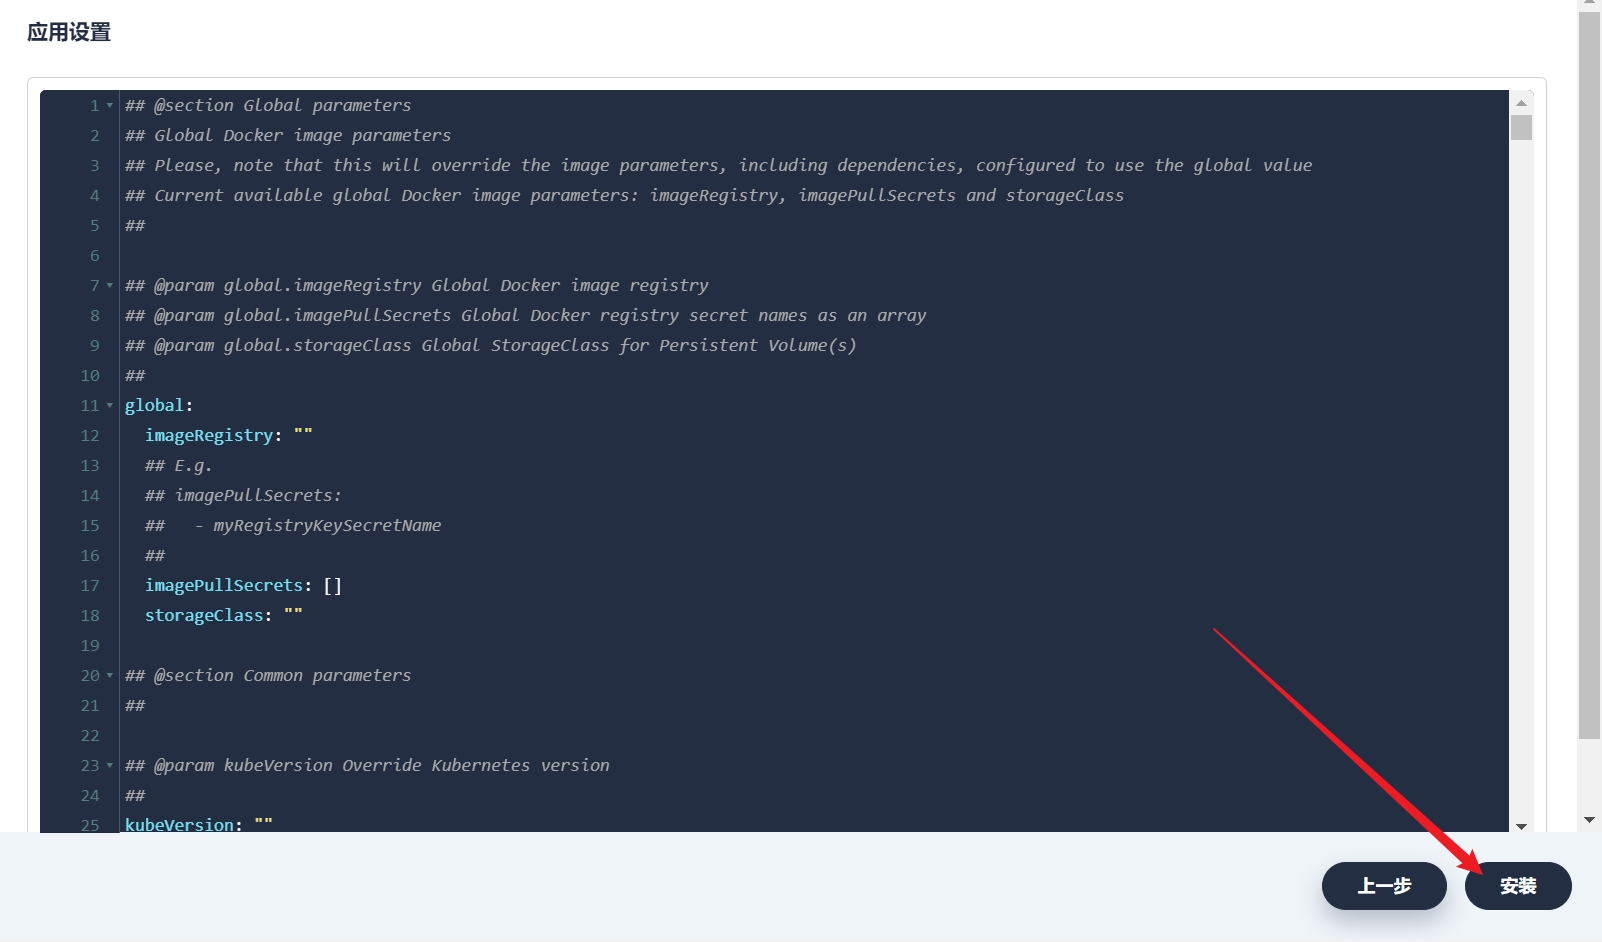 应用设置
1 ## @section Global parameters
2 ## Global Docker image parameters
3 ## Please, note that this will override the image parameters, including dependencies, configured to use the global value
4 ## Current available global Docker image parameters: imageRegistry, imagePullSecrets and storageClass
5 ##
6
7 ## @param global.imageRegistry Global Docker image registry
8 ## @param global.imagePullSecrets Global Docker registry secret names as an array
9 ## @param global.storageClass Global StorageClass for Persistent Volume(s)
10 ##
11 global:
12   imageRegistry: ""
13   ## E.g.
14   ## imagePullSecrets:
15   ##   - myRegistryKeySecretName
16   ##
17   imagePullSecrets: []
18   storageClass: ""
19
20 ## @section Common parameters
21 ##
22
23 ## @param kubeVersion Override Kubernetes version
24 ##
25 kubeVersion: ""
上一步 安装